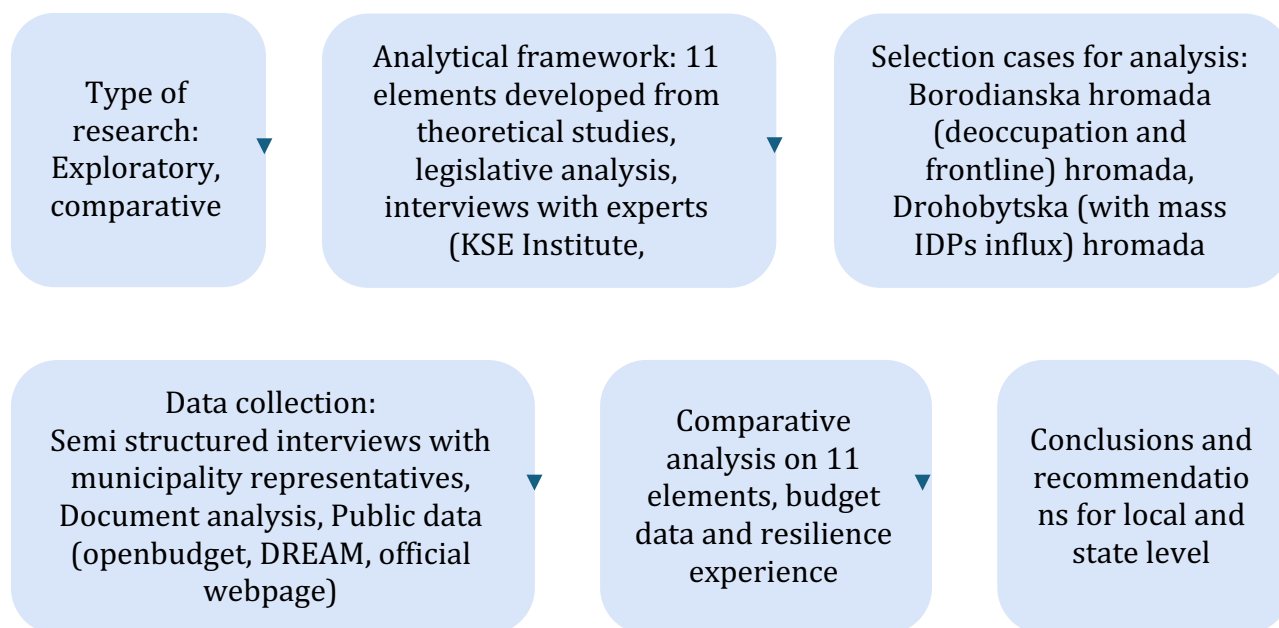 Type of
research:
Exploratory,
comparative
Analytical framework: 11
elements developed from
theoretical studies,
legislative analysis,
interviews with experts
(KSE Institute,
Selection cases for analysis:
Borodianska hromada
(deoccupation and
frontline) hromada,
Drohobytska (with mass
IDPs influx) hromada
Data collection:
Semi structured interviews with
municipality representatives,
Document analysis, Public data
(openbudget, DREAM, official
webpage)
Comparative
analysis on 11
elements, budget
data and resilience
experience
Conclusions and
recommendatio
ns for local and
state level